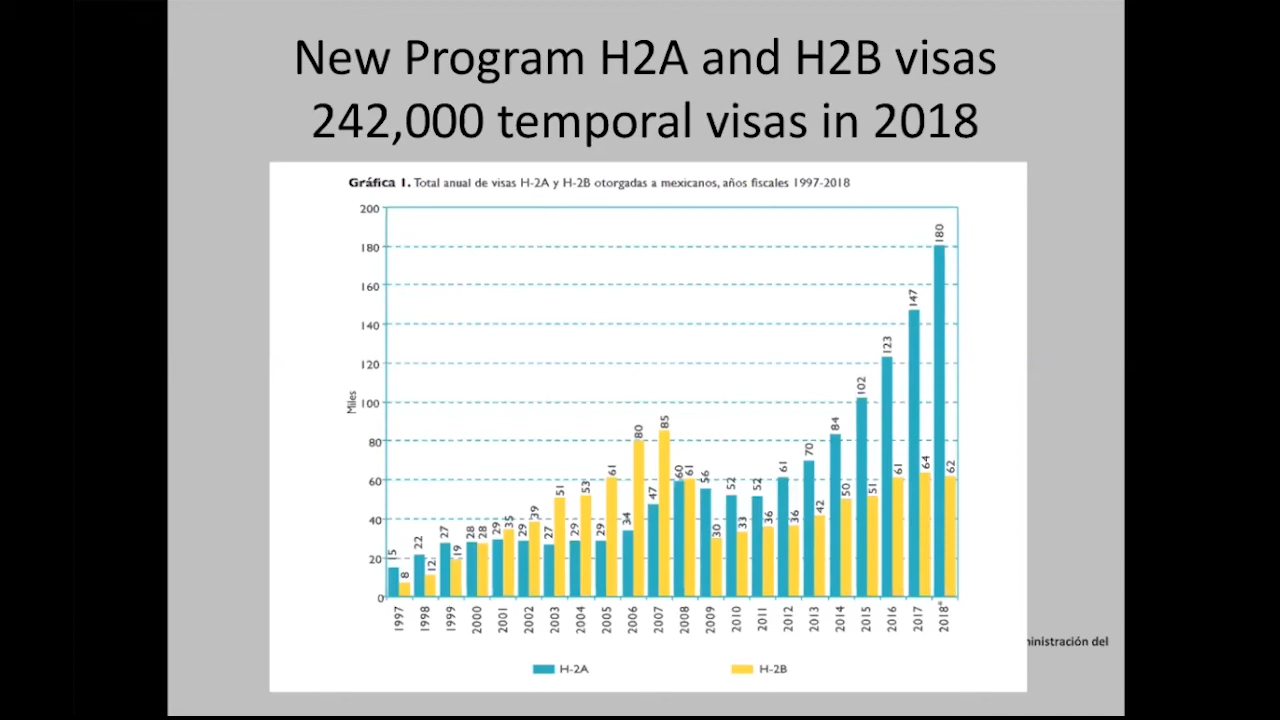 New Program H2A and H2B visas
242,000 temporal visas in 2018
Gráfica 1. Total anual de visas H-2A y H-2B otorgadas a mexicanos, años fiscales 1997-2018
Miles
200
180
160
140
120
100
80
60
40
20
0
15 8 22 12 27 19 28 28 29 35 29 39 27 51 29 53 29 61 34 80 47 85 60 61 56 30 52 33 52 36 61 36 70 42 84 50 102 51 123 61 147 64 180 62
1997 1998 1999 2000 2001 2002 2003 2004 2005 2006 2007 2008 2009 2010 2011 2012 2013 2014 2015 2016 2017 2018*
H-2A H-2B
ministración del